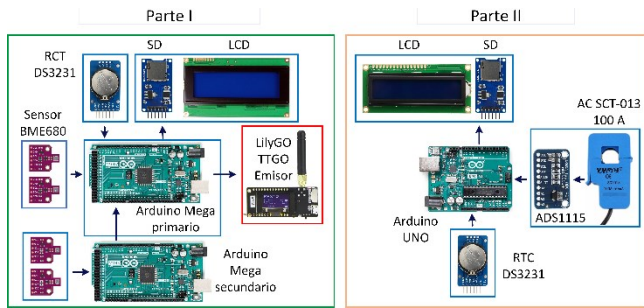 Parte I
Parte II
RCT
DS3231
SD
LCD
Sensor
BME680
LilyGO
TTGO
Emisor
Arduino Mega
primario
Arduino
Mega
secundario
LCD
SD
AC SCT-013
100 A
Arduino
UNO
ADS1115
RTC
DS3231